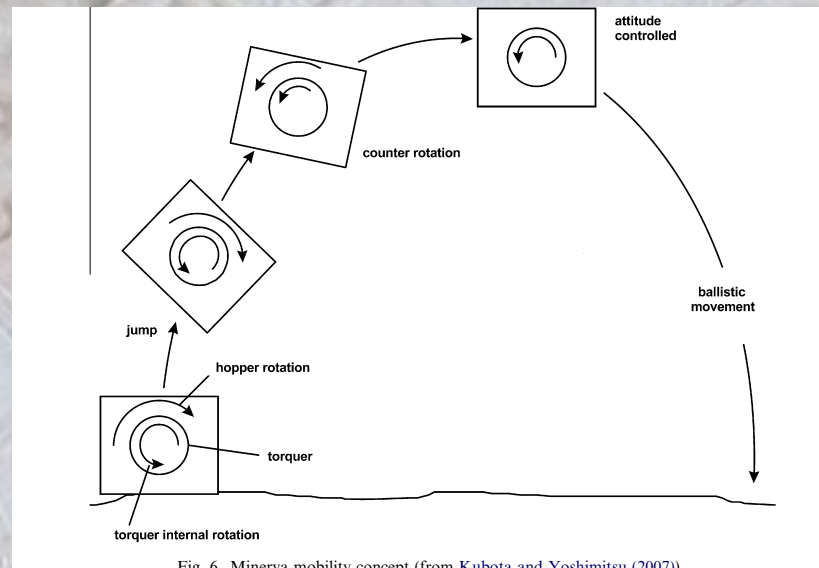 attitude
controlled
counter rotation
ballistic
movement
jump
hopper rotation
torquer
torquer internal rotation
Fig. 6. Minerva mobility concept (from Kubota and Yoshimitsu (2007))